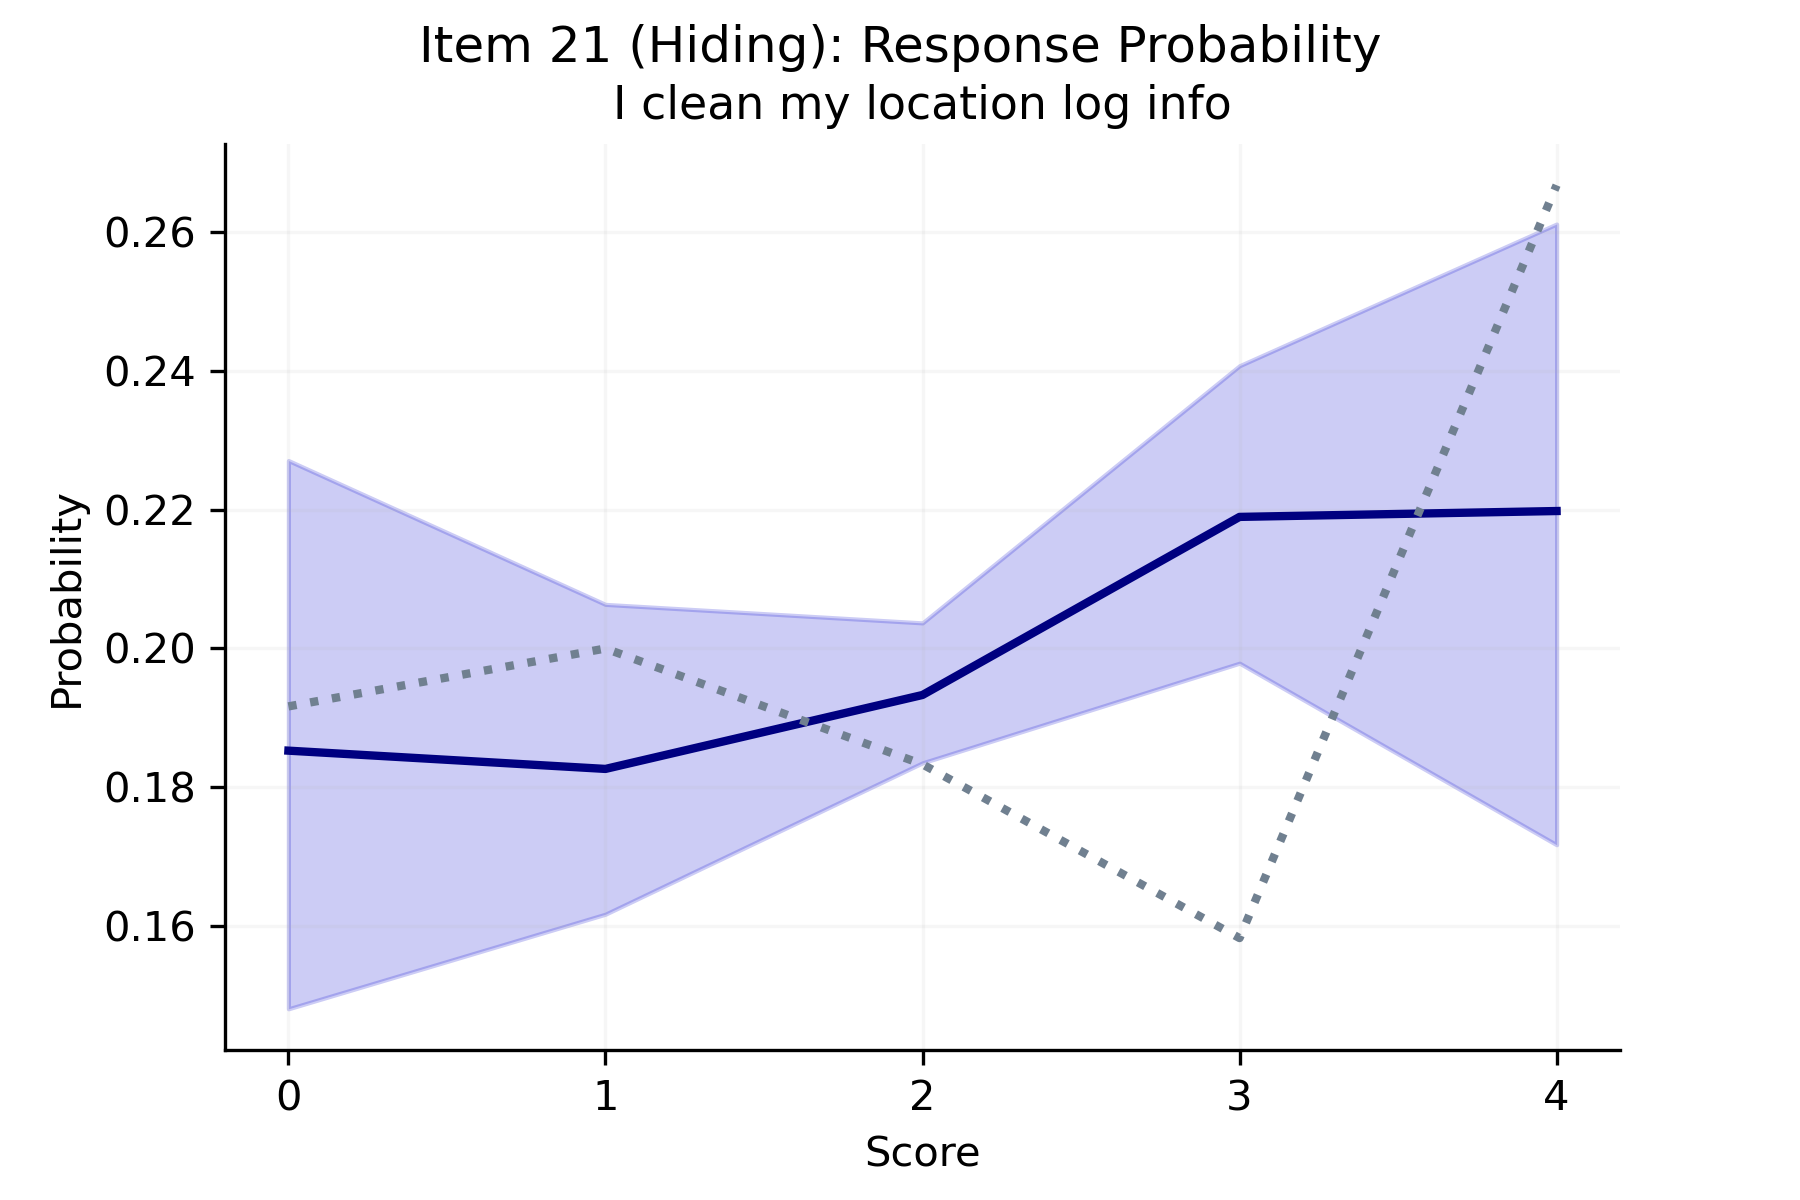 Item 21 (Hiding): Response Probability
I clean my location log info
Probability
0.26
0.24
0.22
0.20
0.18
0.16
0 1 2 3 4
Score